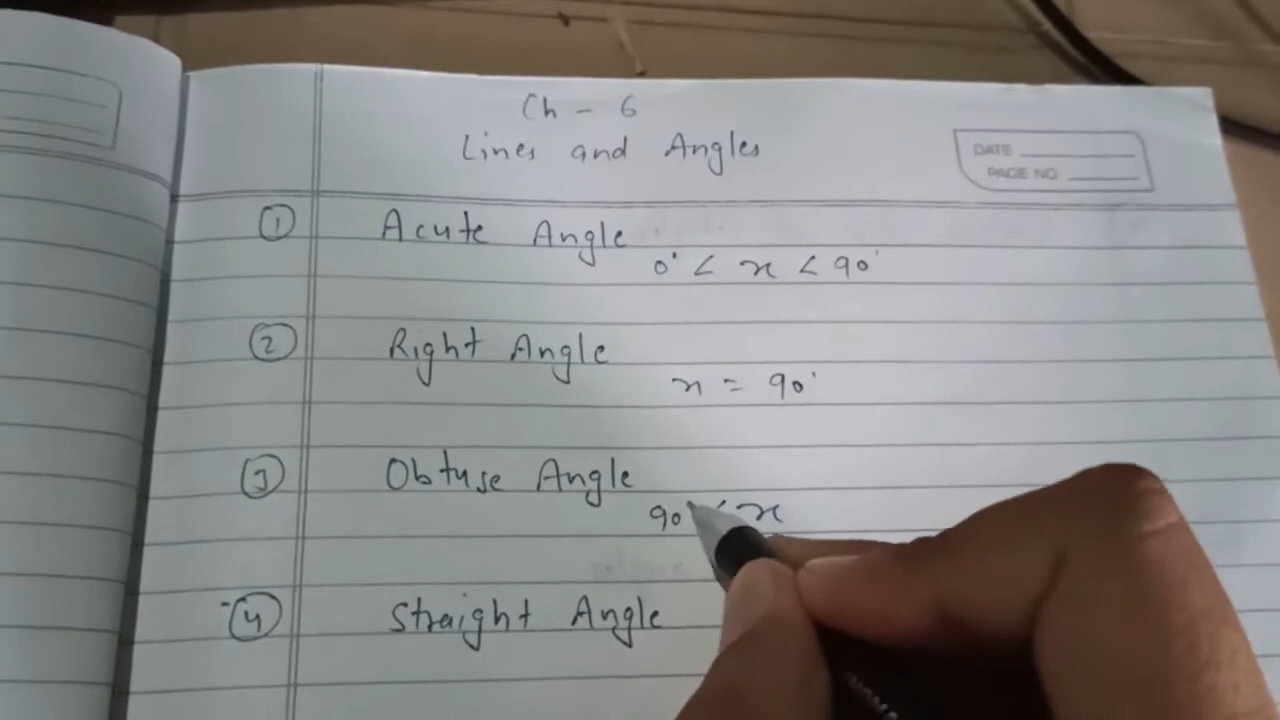 Ch - 6
Lines and Angles
DATE
PAGE NO.
① Acute Angle
0° < x < 90°
② Right Angle
x = 90°
③ Obtuse Angle
90 < x
④ Straight Angle